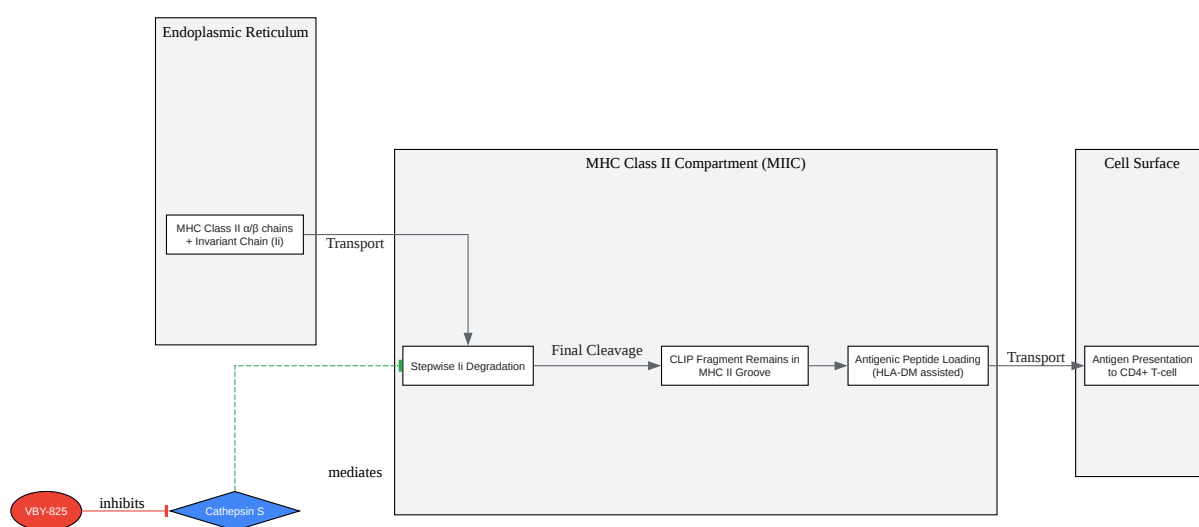 Endoplasmic Reticulum
MHC Class II α/β chains
+ Invariant Chain (Ii)
Transport
MHC Class II Compartment (MIIC)
Stepwise Ii Degradation
Final Cleavage
CLIP Fragment Remains in
MHC II Groove
Antigenic Peptide Loading
(HLA-DM assisted)
Transport
Cell Surface
Antigen Presentation
to CD4+ T-cell
mediates
VBY-825
inhibits
Cathepsin S